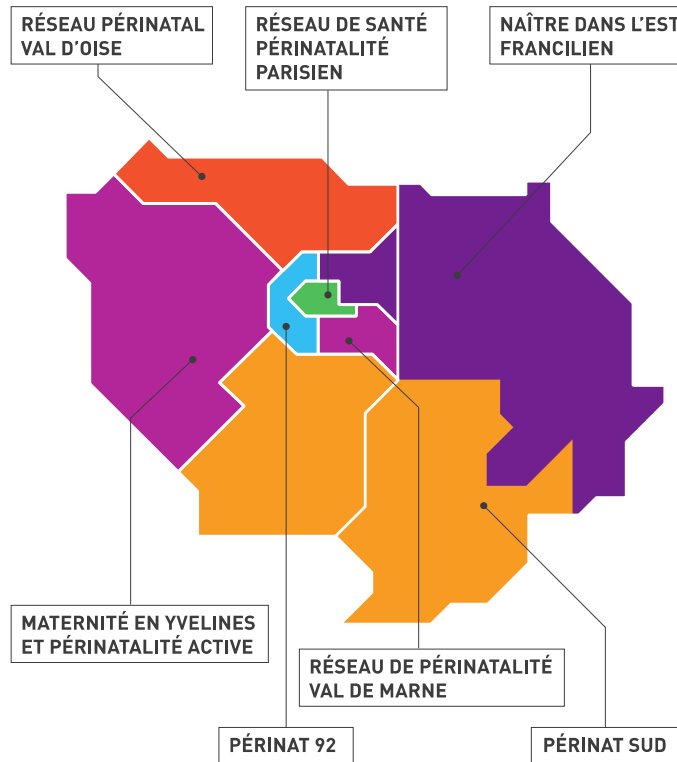 RÉSEAU PÉRINATAL
VAL D'OISE
RÉSEAU DE SANTÉ
PÉRINATALITÉ
PARISIEN
NAÎTRE DANS L'EST
FRANCILIEN
MATERNITÉ EN YVELINES
ET PÉRINATALITÉ ACTIVE
RÉSEAU DE PÉRINATALITÉ
VAL DE MARNE
PÉRINAT 92
PÉRINAT SUD